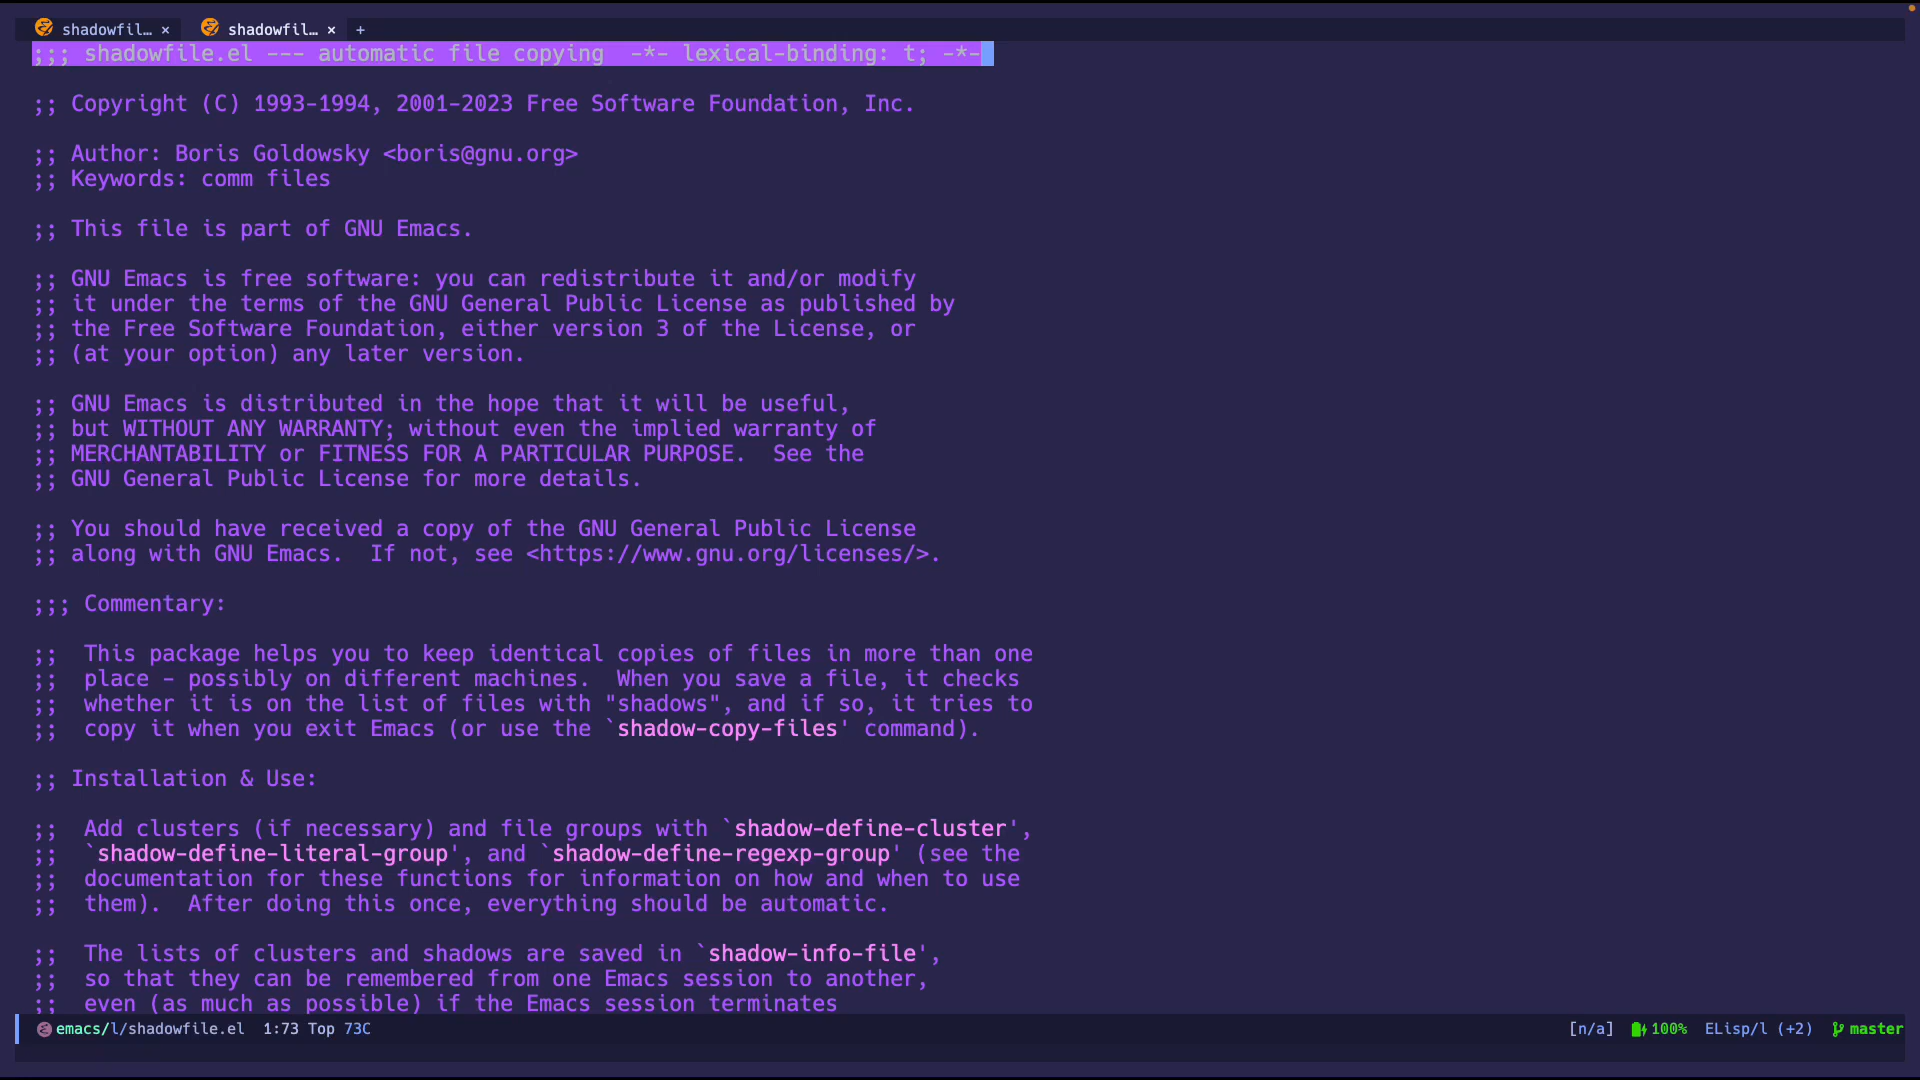 shadowfil… × shadowfil… × +
;;; shadowfile.el --- automatic file copying  -*- lexical-binding: t; -*-
;; Copyright (C) 1993-1994, 2001-2023 Free Software Foundation, Inc.
;; Author: Boris Goldowsky <boris@gnu.org>
;; Keywords: comm files
;; This file is part of GNU Emacs.
;; GNU Emacs is free software: you can redistribute it and/or modify
;; it under the terms of the GNU General Public License as published by
;; the Free Software Foundation, either version 3 of the License, or
;; (at your option) any later version.
;; GNU Emacs is distributed in the hope that it will be useful,
;; but WITHOUT ANY WARRANTY; without even the implied warranty of
;; MERCHANTABILITY or FITNESS FOR A PARTICULAR PURPOSE.  See the
;; GNU General Public License for more details.
;; You should have received a copy of the GNU General Public License
;; along with GNU Emacs.  If not, see <https://www.gnu.org/licenses/>.
;;; Commentary:
;;  This package helps you to keep identical copies of files in more than one
;;  place - possibly on different machines.  When you save a file, it checks
;;  whether it is on the list of files with "shadows", and if so, it tries to
;;  copy it when you exit Emacs (or use the `shadow-copy-files' command).
;; Installation & Use:
;;  Add clusters (if necessary) and file groups with `shadow-define-cluster',
;;  `shadow-define-literal-group', and `shadow-define-regexp-group' (see the
;;  documentation for these functions for information on how and when to use
;;  them).  After doing this once, everything should be automatic.
;;  The lists of clusters and shadows are saved in `shadow-info-file',
;;  so that they can be remembered from one Emacs session to another,
;;  even (as much as possible) if the Emacs session terminates
emacs/l/shadowfile.el 1:73 Top 73C [n/a] 100% ELisp/l (+2) master